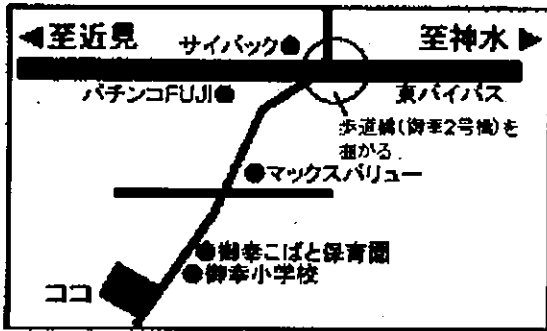 ◀至近見
サイバック●
至神水▶
パチンコFUJI●
東バイパス
歩道橋(御幸2号橋)を
曲がる
●マックスバリュー
●御幸こばと保育園
●御幸小学校
ココ